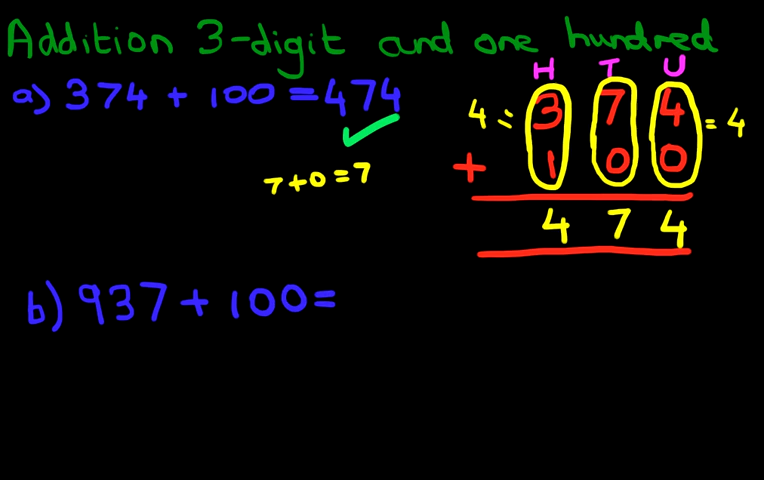 Addition 3-digit and one hundred
a) 374 + 100 = 474
7+0=7
H T U
4 = 3 7 4 = 4
+ 1 0 0
4 7 4
b) 937 + 100 =